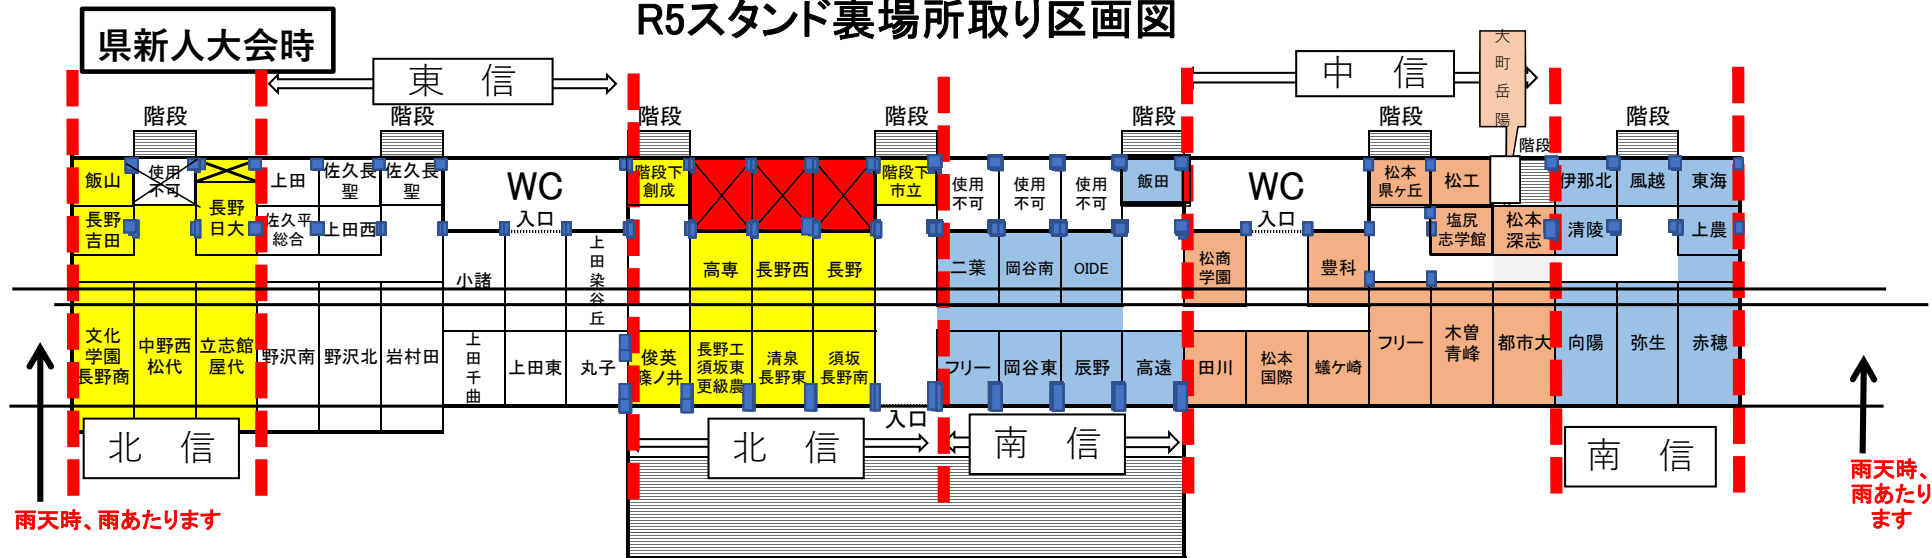 R5スタンド裏場所取り区画図
県新人大会時
東 信
中 信
大
町
岳
陽
階段
階段
階段
階段
階段
階段
階段
階段
飯山
使用
不可
上田
佐久長
聖
佐久長
聖
WC
入口
階段下
創成
階段下
市立
使用
不可
使用
不可
使用
不可
飯田
WC
入口
松本
県ヶ丘
松工
伊那北
風越
東海
長野
吉田
長野
日大
佐久平
総合
上田西
塩尻
志学館
松本
深志
清陵
上農
小諸
上
田
染
谷
丘
高専
長野西
長野
二葉
岡谷南
OIDE
松商
学園
豊科
文化
学園
長野商
中野西
松代
立志館
屋代
野沢南
野沢北
岩村田
上
田
千
曲
上田東
丸子
俊英
篠ノ井
長野工
須坂東
更級農
清泉
長野東
須坂
長野南
入口
フリー
岡谷東
辰野
高遠
田川
松本
国際
蟻ケ崎
フリー
木曽
青峰
都市大
向陽
弥生
赤穂
北 信
北 信
南 信
南 信
雨天時、雨あたります
雨天時、
雨あたり
ます